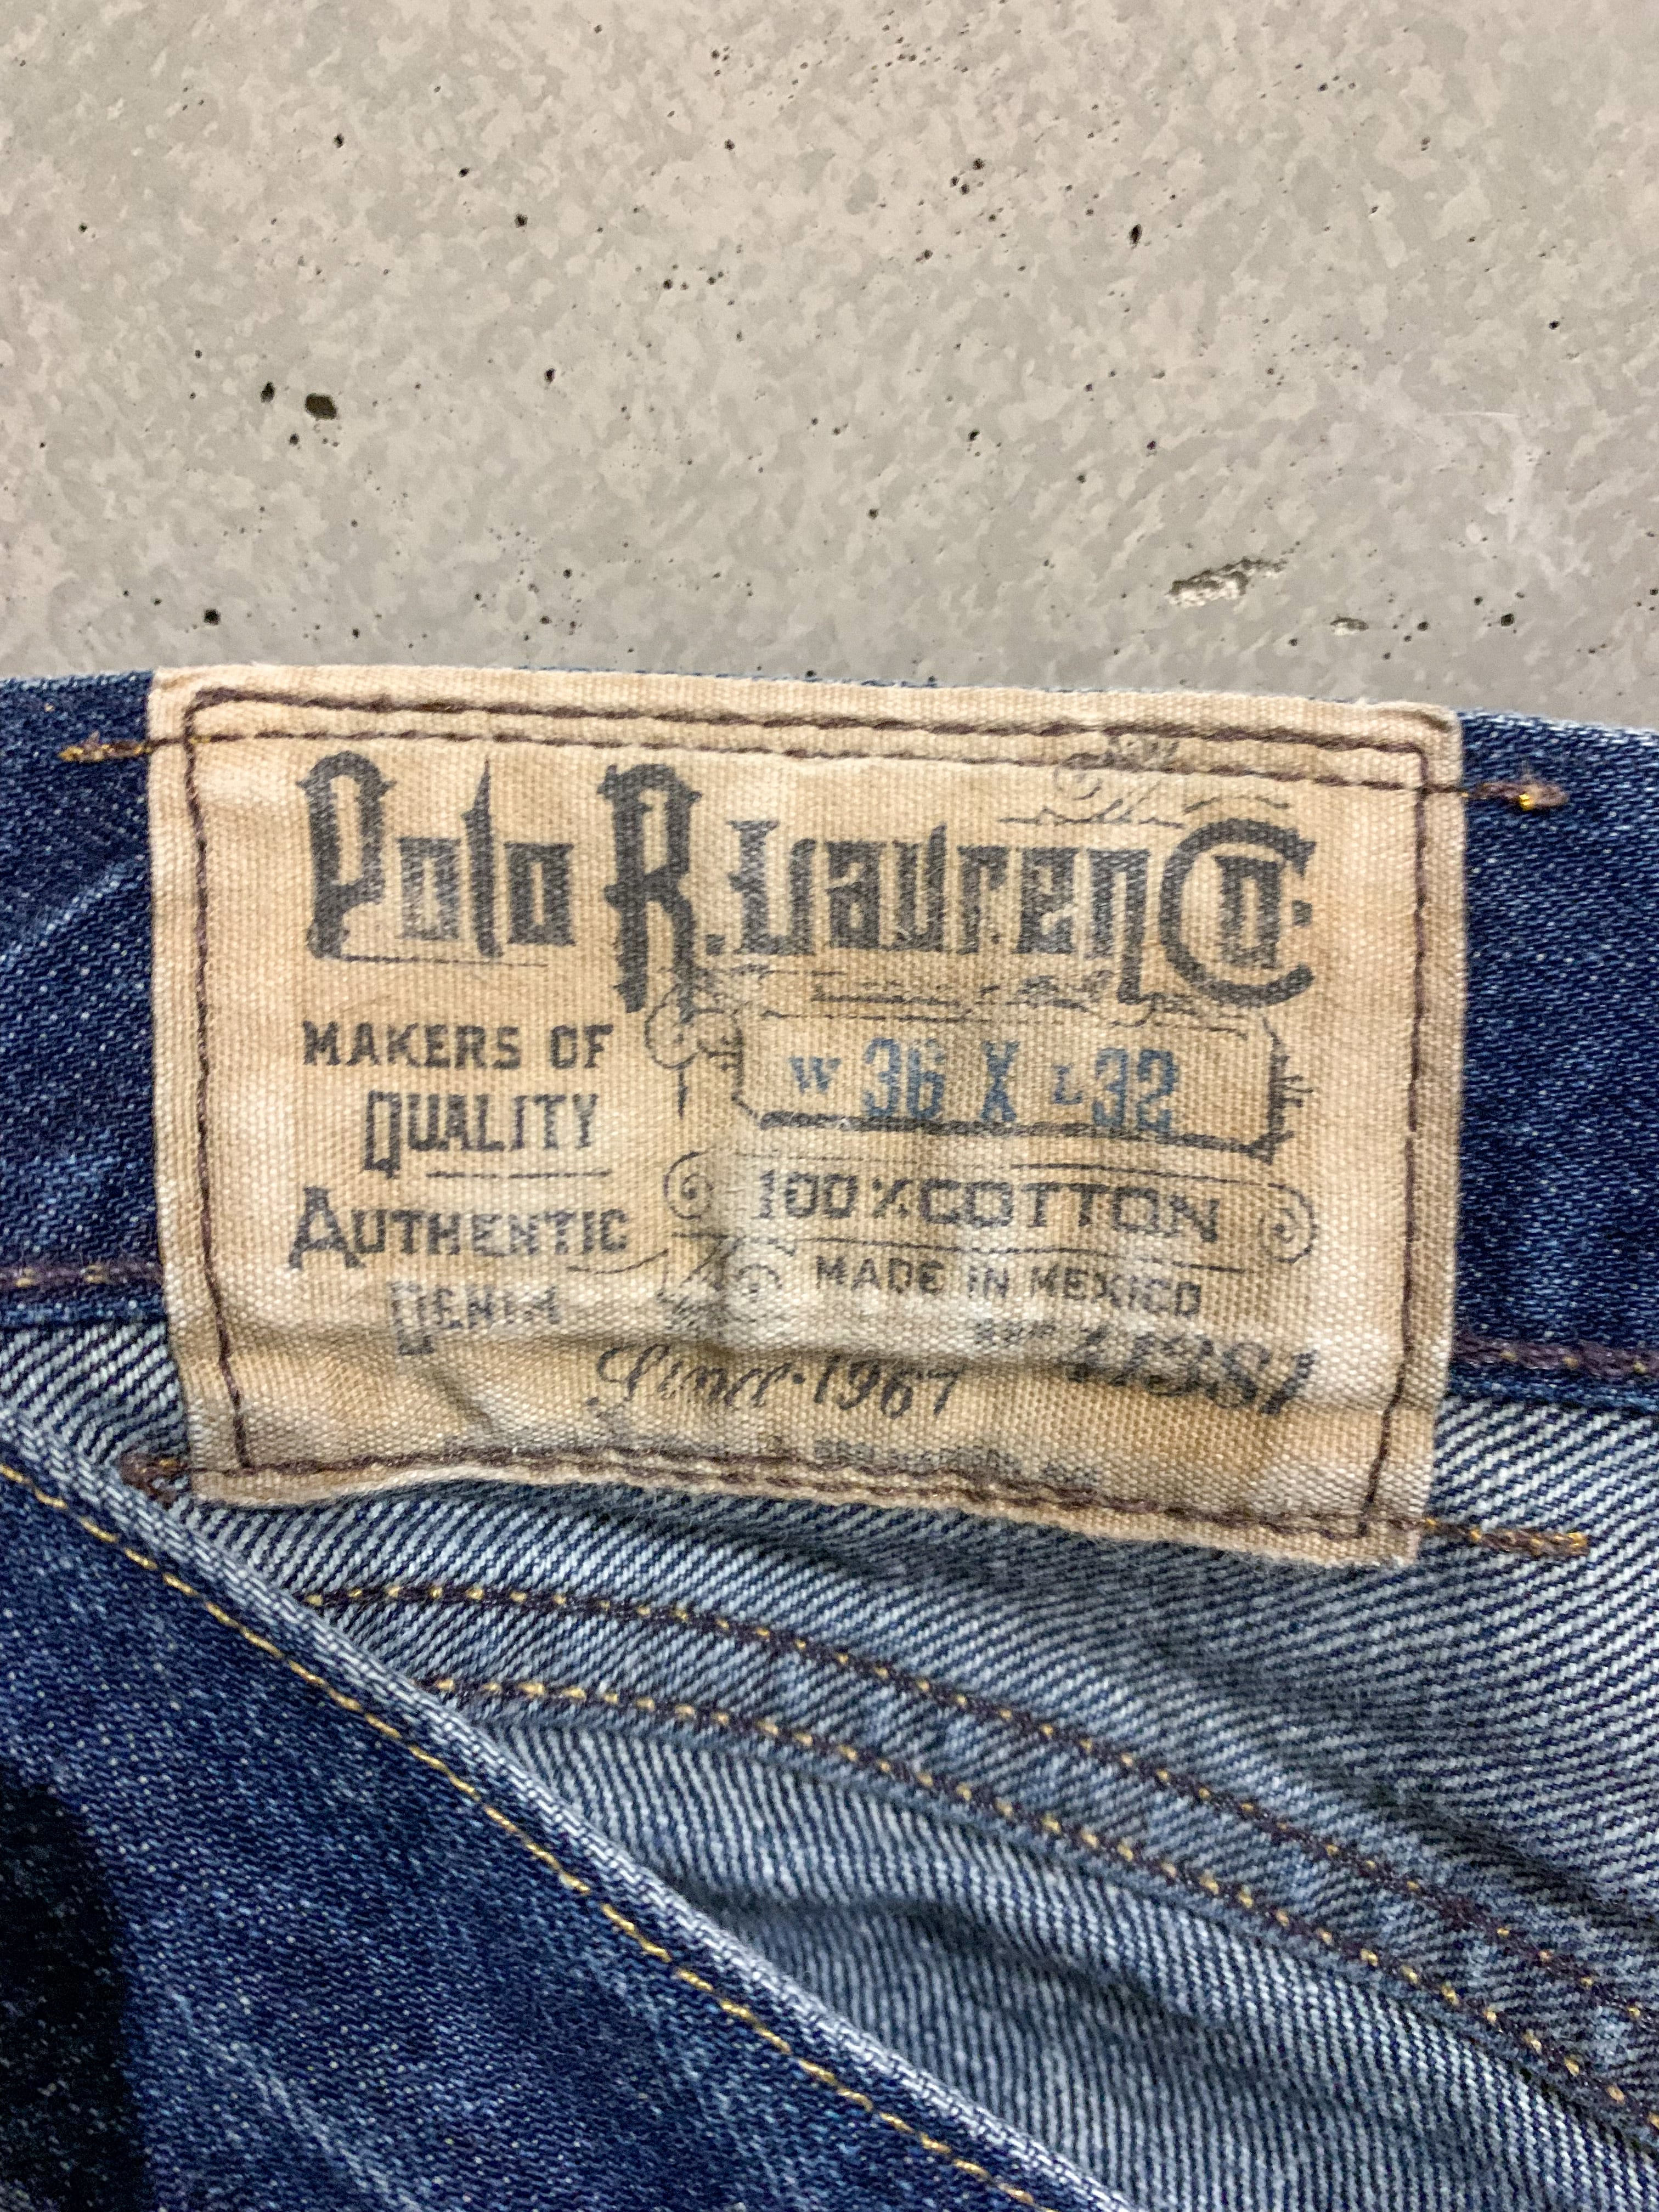 Polo R. Lauren Co.
MAKERS OF
QUALITY
AUTHENTIC
DENIM
W 36 X L 32
100% COTTON
MADE IN MEXICO
Since 1967